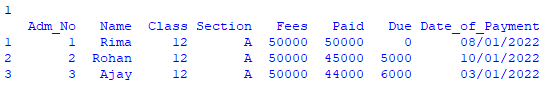 1
Adm_No Name Class Section Fees Paid Due Date_of_Payment
1 1 Rima 12 A 50000 50000 0 08/01/2022
2 2 Rohan 12 A 50000 45000 5000 10/01/2022
3 3 Ajay 12 A 50000 44000 6000 03/01/2022